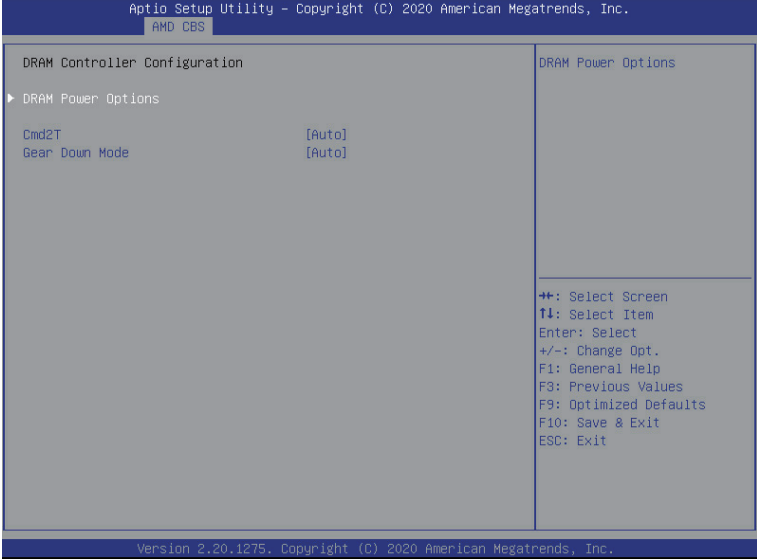 Aptio Setup Utility – Copyright (C) 2020 American Megatrends, Inc.
AMD CBS
DRAM Controller Configuration
DRAM Power Options
Cmd2T [Auto]
Gear Down Mode [Auto]
DRAM Power Options
→←: Select Screen
↑↓: Select Item
Enter: Select
+/-: Change Opt.
F1: General Help
F3: Previous Values
F9: Optimized Defaults
F10: Save & Exit
ESC: Exit
Version 2.20.1275. Copyright (C) 2020 American Megatrends, Inc.